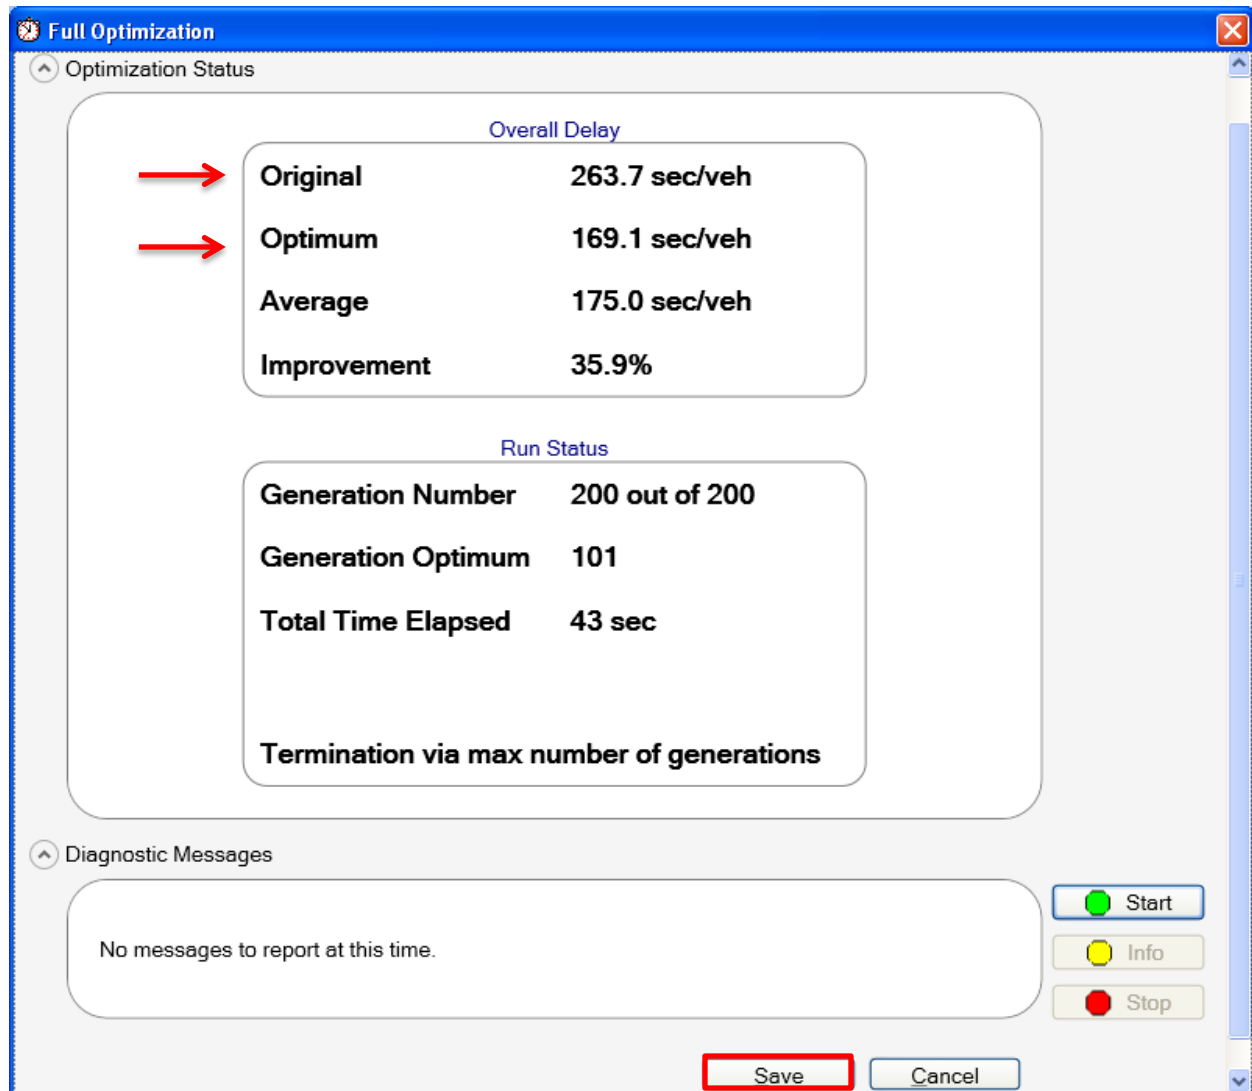 Full Optimization
Optimization Status
Overall Delay
Original 263.7 sec/veh
Optimum 169.1 sec/veh
Average 175.0 sec/veh
Improvement 35.9%
Run Status
Generation Number 200 out of 200
Generation Optimum 101
Total Time Elapsed 43 sec
Termination via max number of generations
Diagnostic Messages
No messages to report at this time.
Start
Info
Stop
Save Cancel